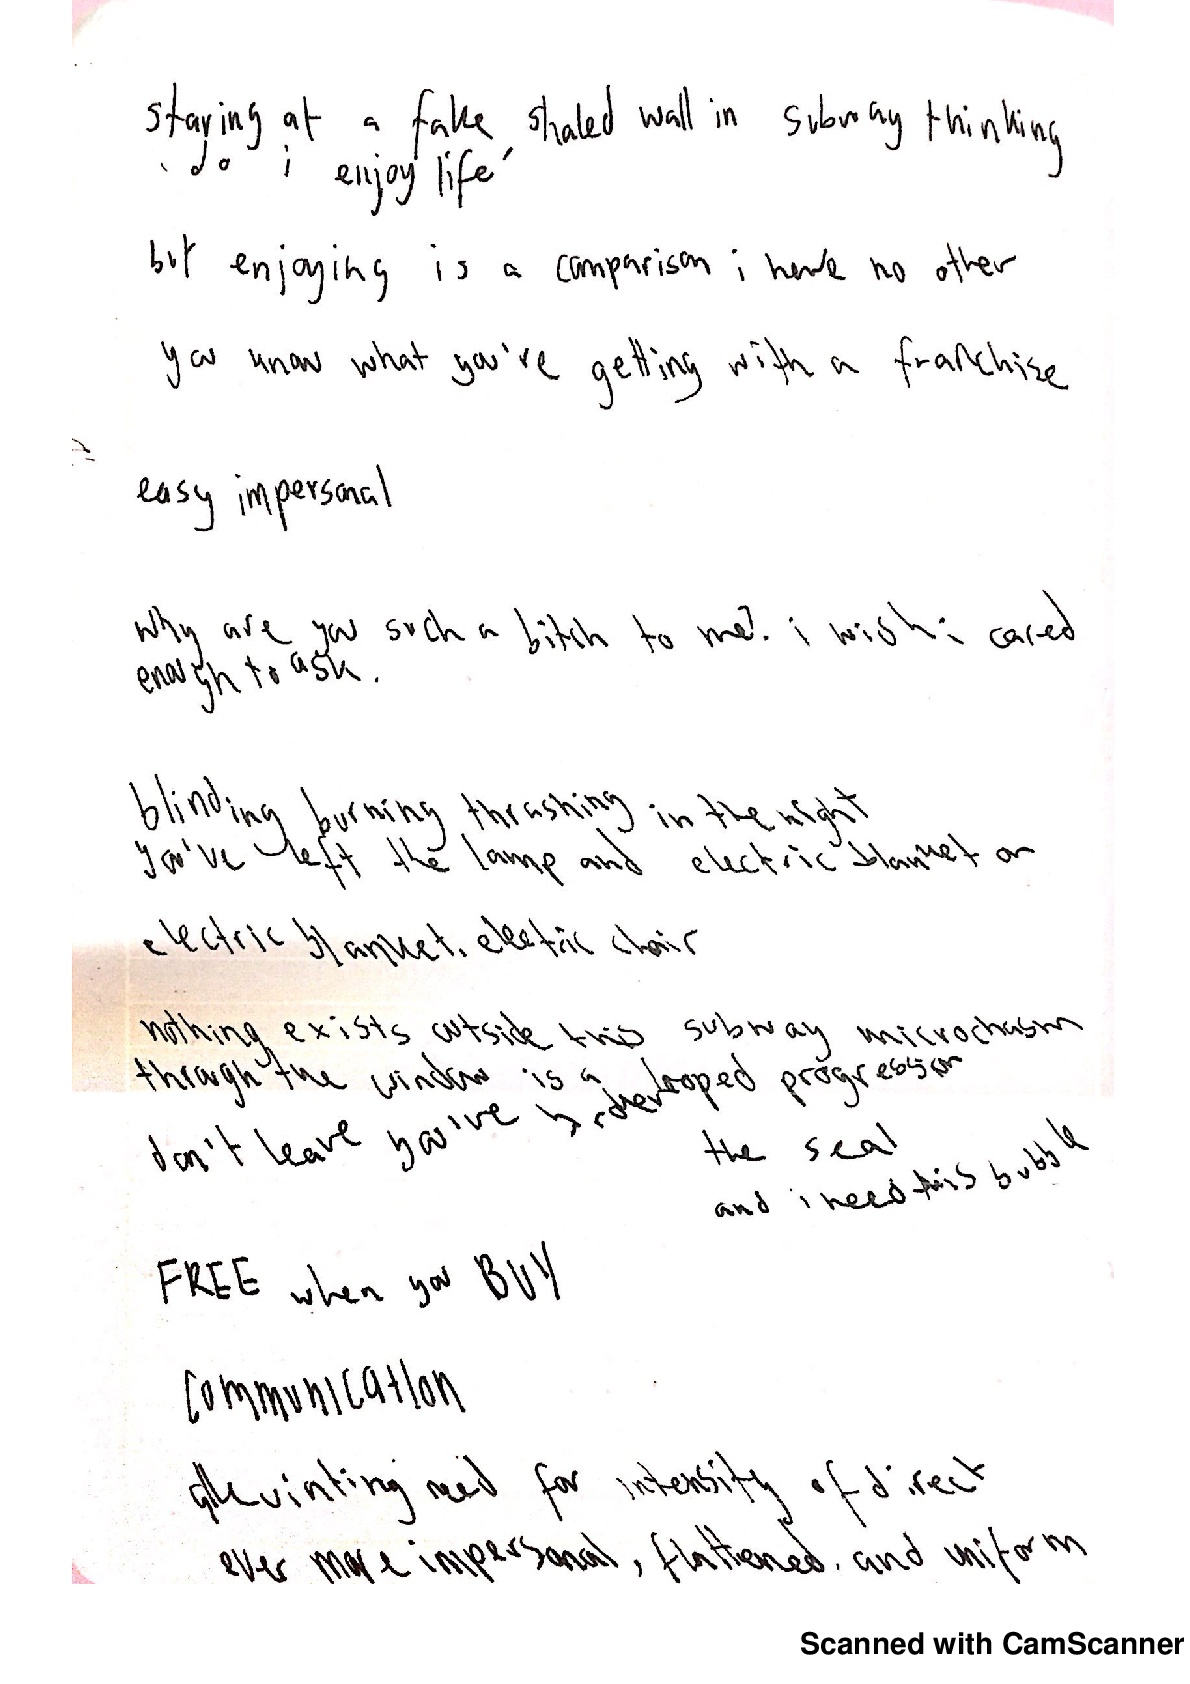 staring at a fake shaled wall in subway thinking
'do i enjoy life'
but enjoying is a comparison i have no other
you know what you're getting with a franchise
easy impersonal
why are you such a bitch to me?. i wish i cared
enough to ask.
blinding burning thrashing in the night
you've left the lamp and electric blanket on
electric blanket. electric chair
nothing exists outside this subway microchasm
through the window is a looped progression
don't leave you've
the seal
and i need this bubble
FREE when you BUY
COMMUNICATION
alleviating need for intensity of direct
ever more impersonal, flattened. and uniform
Scanned with CamScanner